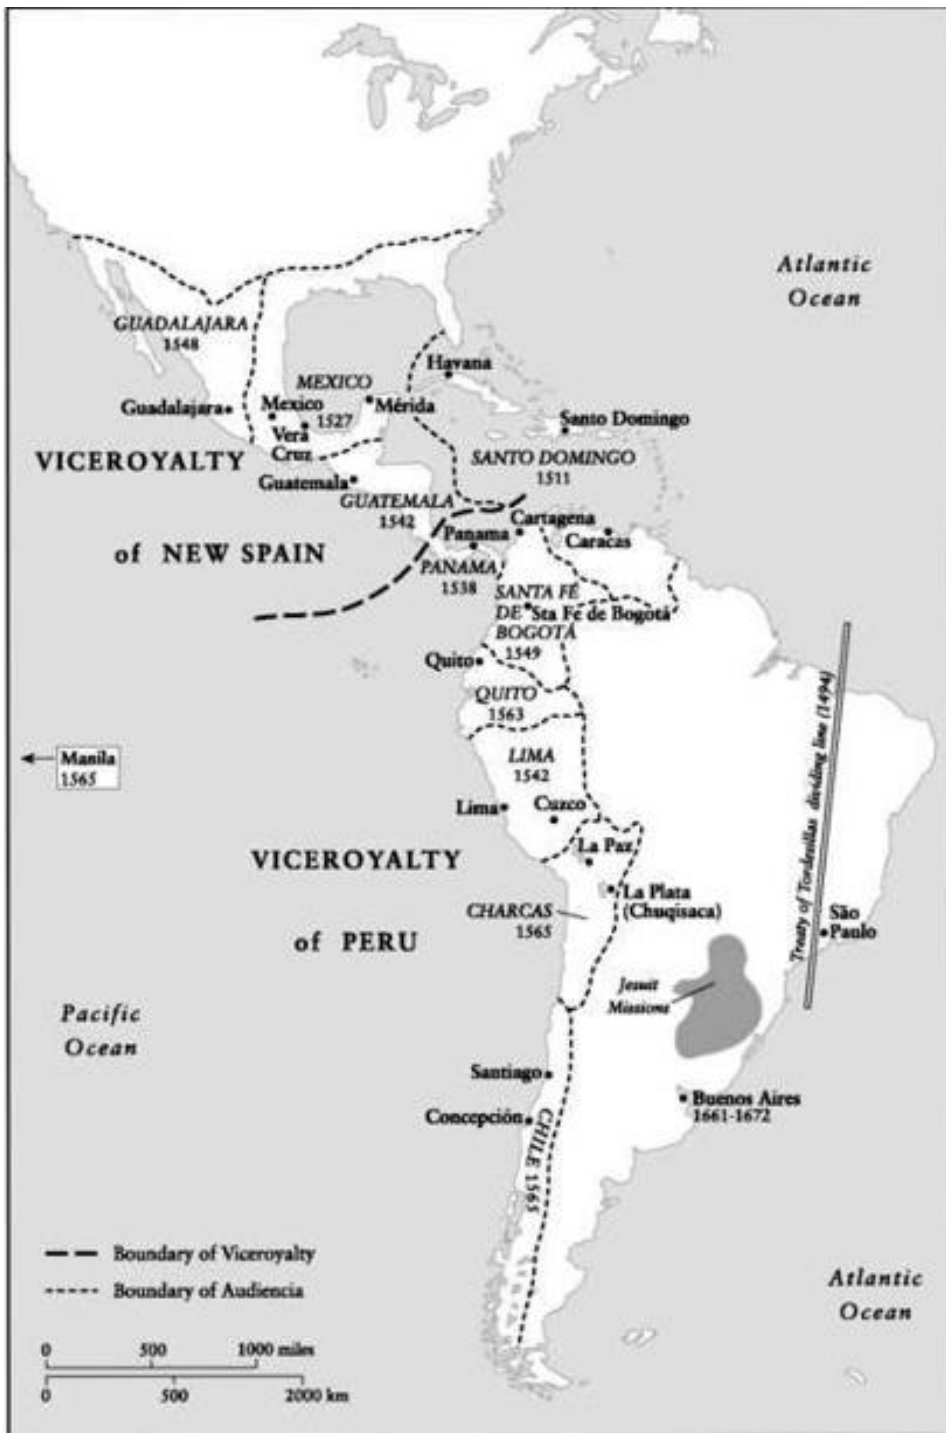 Atlantic
Ocean
GUADALAJARA
1548
Havana
MEXICO
1527
Guadalajara
Mexico
Mérida
Vera
Cruz
Santo Domingo
VICEROYALTY
of NEW SPAIN
SANTO DOMINGO
1511
Guatemala
GUATEMALA
1542
Cartagena
Panama
Caracas
PANAMA
1538
SANTA FÉ
DE
BOGOTÁ
1549
Sta Fé de Bogotá
Quito
QUITO
1563
Treaty of Tordesillas dividing line (1494)
Manila
1565
LIMA
1542
Lima
Cuzco
VICEROYALTY
of PERU
La Paz
La Plata
(Chuqisaca)
CHARCAS
1565
São
Paulo
Jesuit
Missions
Pacific
Ocean
Santiago
Buenos Aires
1661-1672
Concepción
CHILE 1565
Boundary of Viceroyalty
Boundary of Audiencia
Atlantic
Ocean
0 500 1000 miles
0 500 2000 km